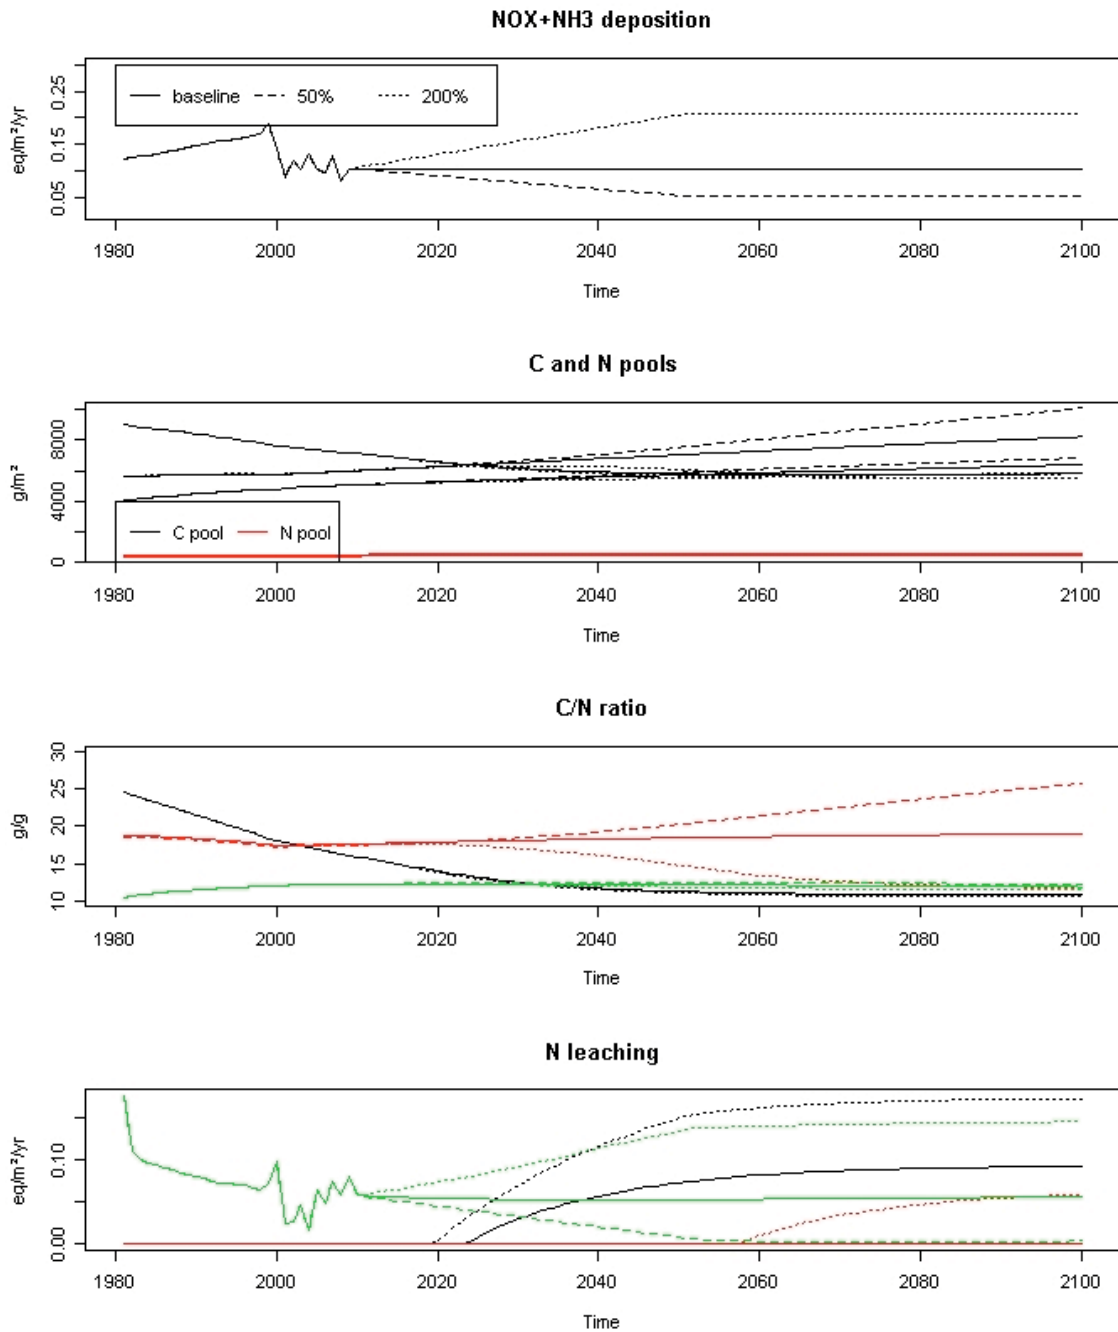 NOX+NH3 deposition
eq/m²/yr
0.05 0.15 0.25
baseline 50% 200%
1980 2000 2020 2040 2060 2080 2100
Time
C and N pools
g/m²
0 4000 8000
C pool N pool
1980 2000 2020 2040 2060 2080 2100
Time
C/N ratio
g/g
10 15 20 25 30
1980 2000 2020 2040 2060 2080 2100
Time
N leaching
eq/m²/yr
0.00 0.10
1980 2000 2020 2040 2060 2080 2100
Time